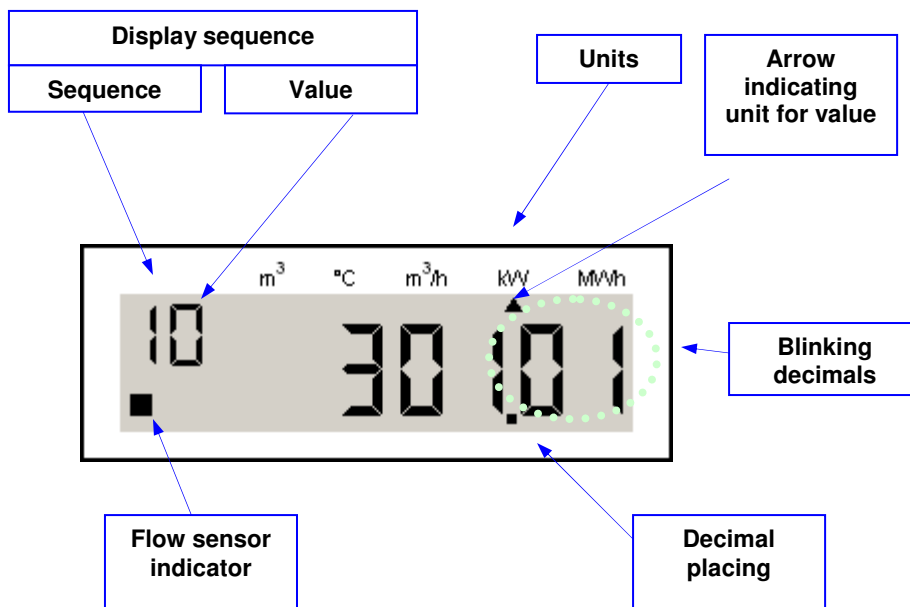 Display sequence
Sequence
Value
Units
Arrow
indicating
unit for value
m³ °C m³/h kW MWh
10
301.01
Blinking
decimals
Flow sensor
indicator
Decimal
placing